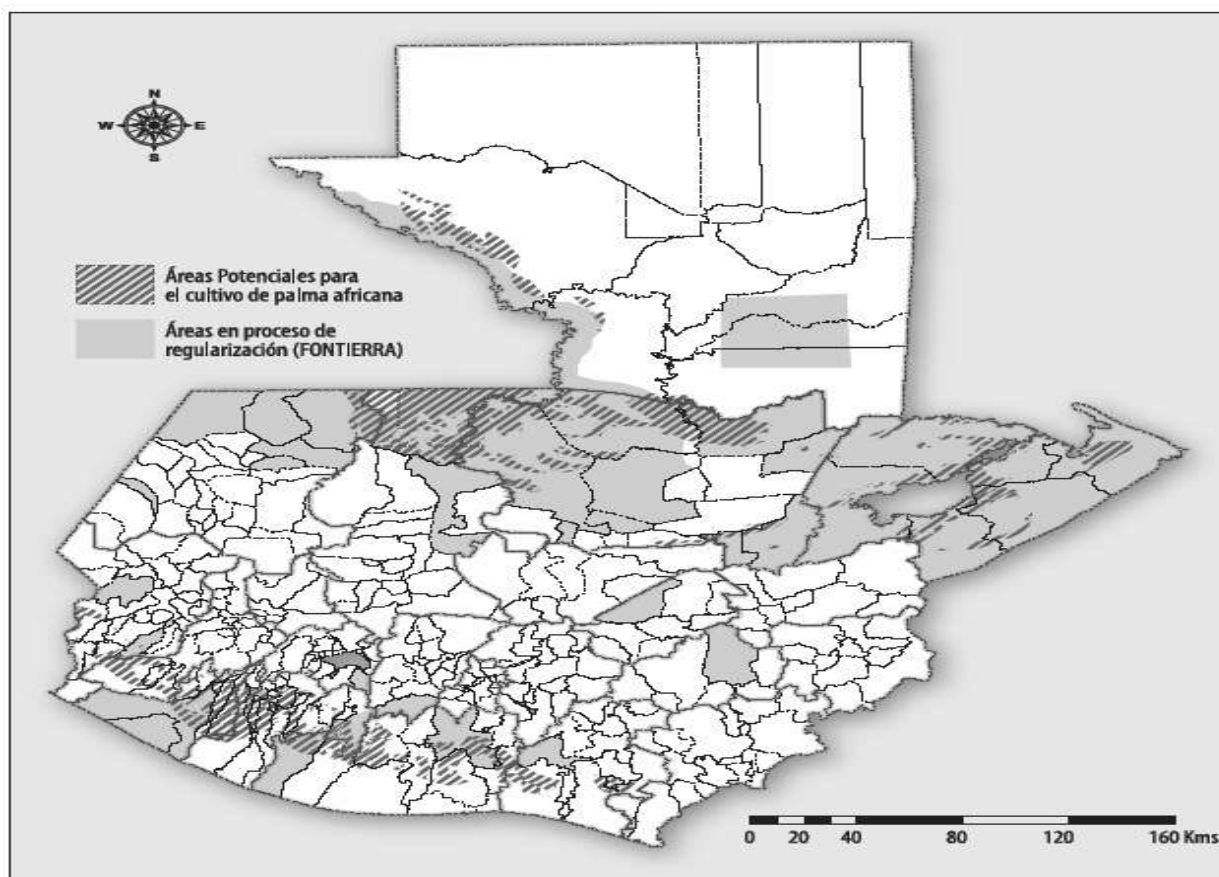 N
W E
S
Áreas Potenciales para
el cultivo de palma africana
Áreas en proceso de
regularización (FONTIERRA)
0 20 40 80 120 160 Kms